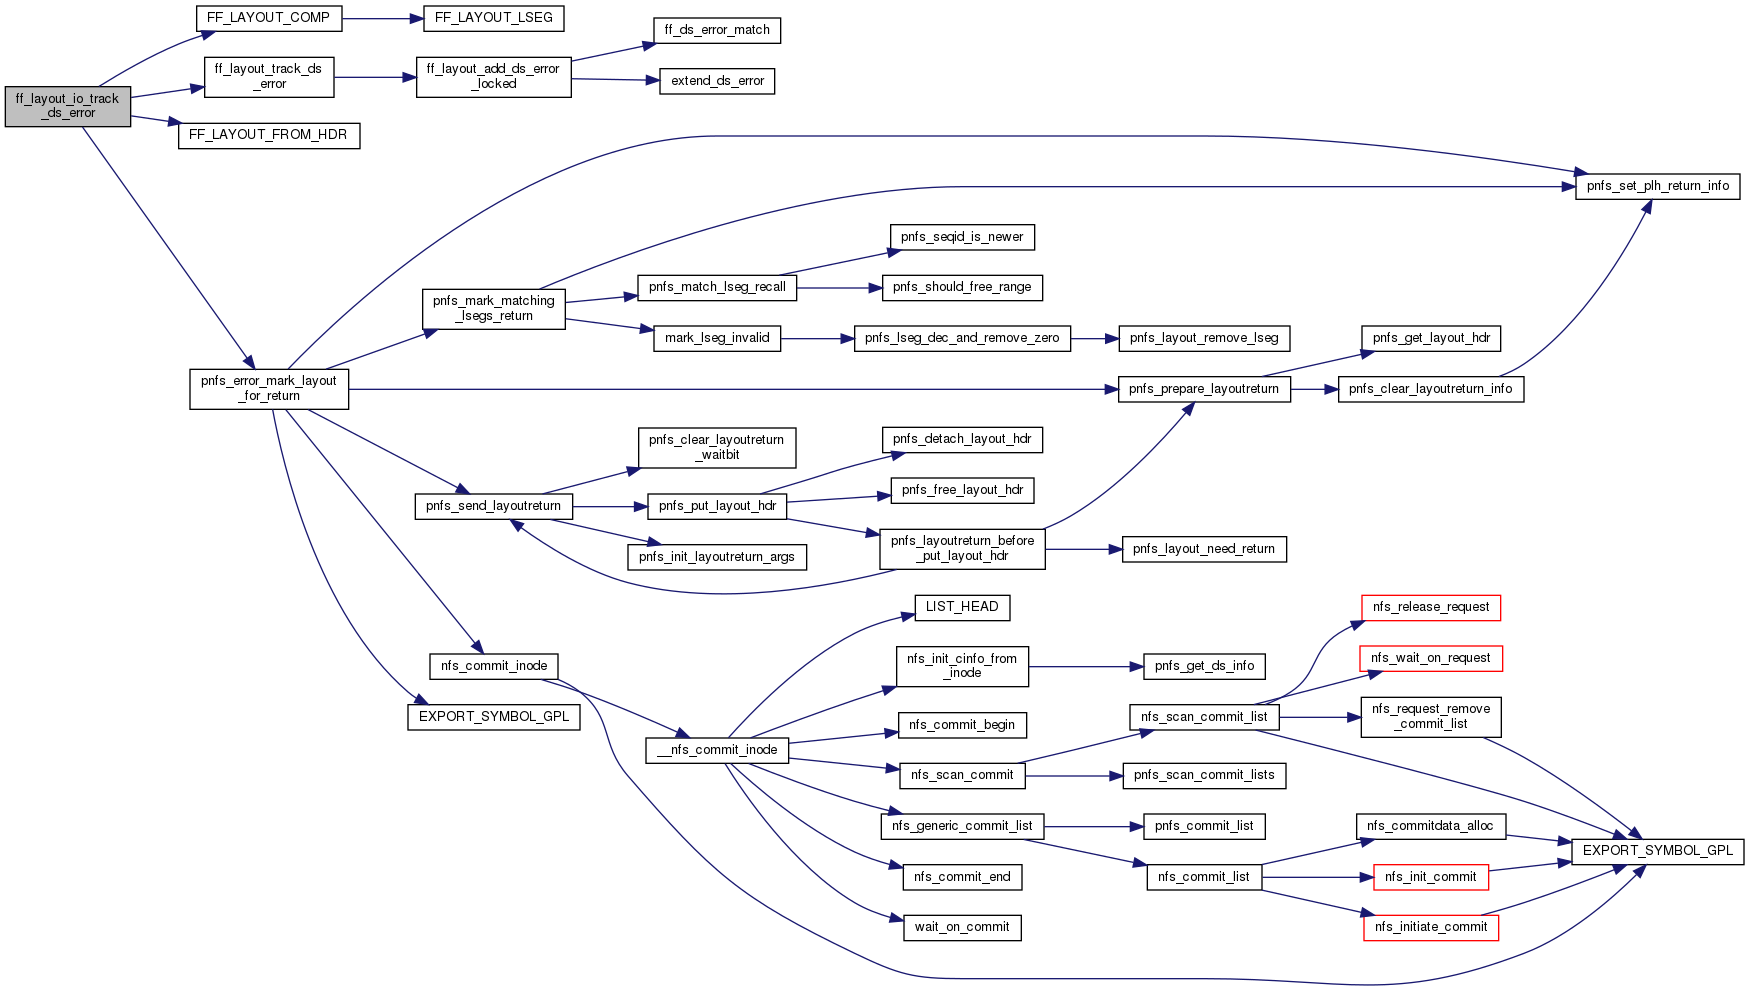 FF_LAYOUT_COMP
FF_LAYOUT_LSEG
ff_ds_error_match
ff_layout_track_ds
_error
ff_layout_add_ds_error
_locked
extend_ds_error
ff_layout_io_track
_ds_error
FF_LAYOUT_FROM_HDR
pnfs_set_plh_return_info
pnfs_seqid_is_newer
pnfs_mark_matching
_lsegs_return
pnfs_match_lseg_recall
pnfs_should_free_range
mark_lseg_invalid
pnfs_lseg_dec_and_remove_zero
pnfs_layout_remove_lseg
pnfs_get_layout_hdr
pnfs_error_mark_layout
_for_return
pnfs_prepare_layoutreturn
pnfs_clear_layoutreturn_info
pnfs_clear_layoutreturn
_waitbit
pnfs_detach_layout_hdr
pnfs_free_layout_hdr
pnfs_send_layoutreturn
pnfs_put_layout_hdr
pnfs_init_layoutreturn_args
pnfs_layoutreturn_before
_put_layout_hdr
pnfs_layout_need_return
LIST_HEAD
nfs_release_request
nfs_commit_inode
nfs_init_cinfo_from
_inode
pnfs_get_ds_info
nfs_wait_on_request
EXPORT_SYMBOL_GPL
nfs_commit_begin
nfs_scan_commit_list
nfs_request_remove
_commit_list
__nfs_commit_inode
nfs_scan_commit
pnfs_scan_commit_lists
nfs_generic_commit_list
pnfs_commit_list
nfs_commitdata_alloc
EXPORT_SYMBOL_GPL
nfs_commit_end
nfs_commit_list
nfs_init_commit
wait_on_commit
nfs_initiate_commit